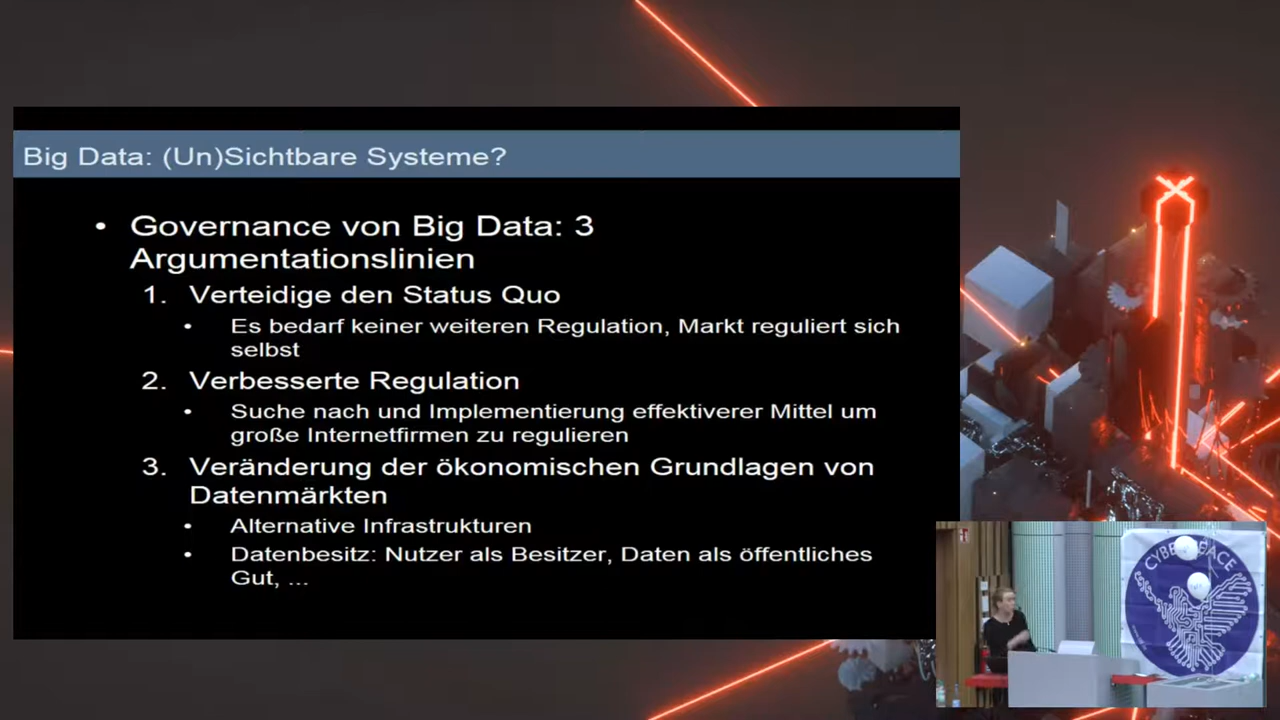 Big Data: (Un)Sichtbare Systeme?
• Governance von Big Data: 3
Argumentationslinien
1. Verteidige den Status Quo
• Es bedarf keiner weiteren Regulation, Markt reguliert sich
selbst
2. Verbesserte Regulation
• Suche nach und Implementierung effektiverer Mittel um
große Internetfirmen zu regulieren
3. Veränderung der ökonomischen Grundlagen von
Datenmärkten
• Alternative Infrastrukturen
• Datenbesitz: Nutzer als Besitzer, Daten als öffentliches
Gut, ...